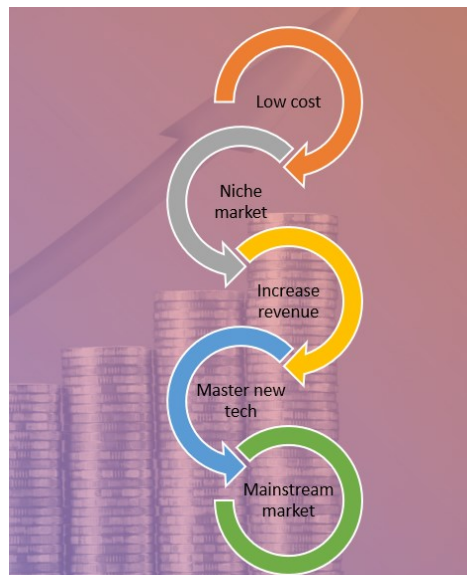 Low cost
Niche
market
Increase
revenue
Master new
tech
Mainstream
market